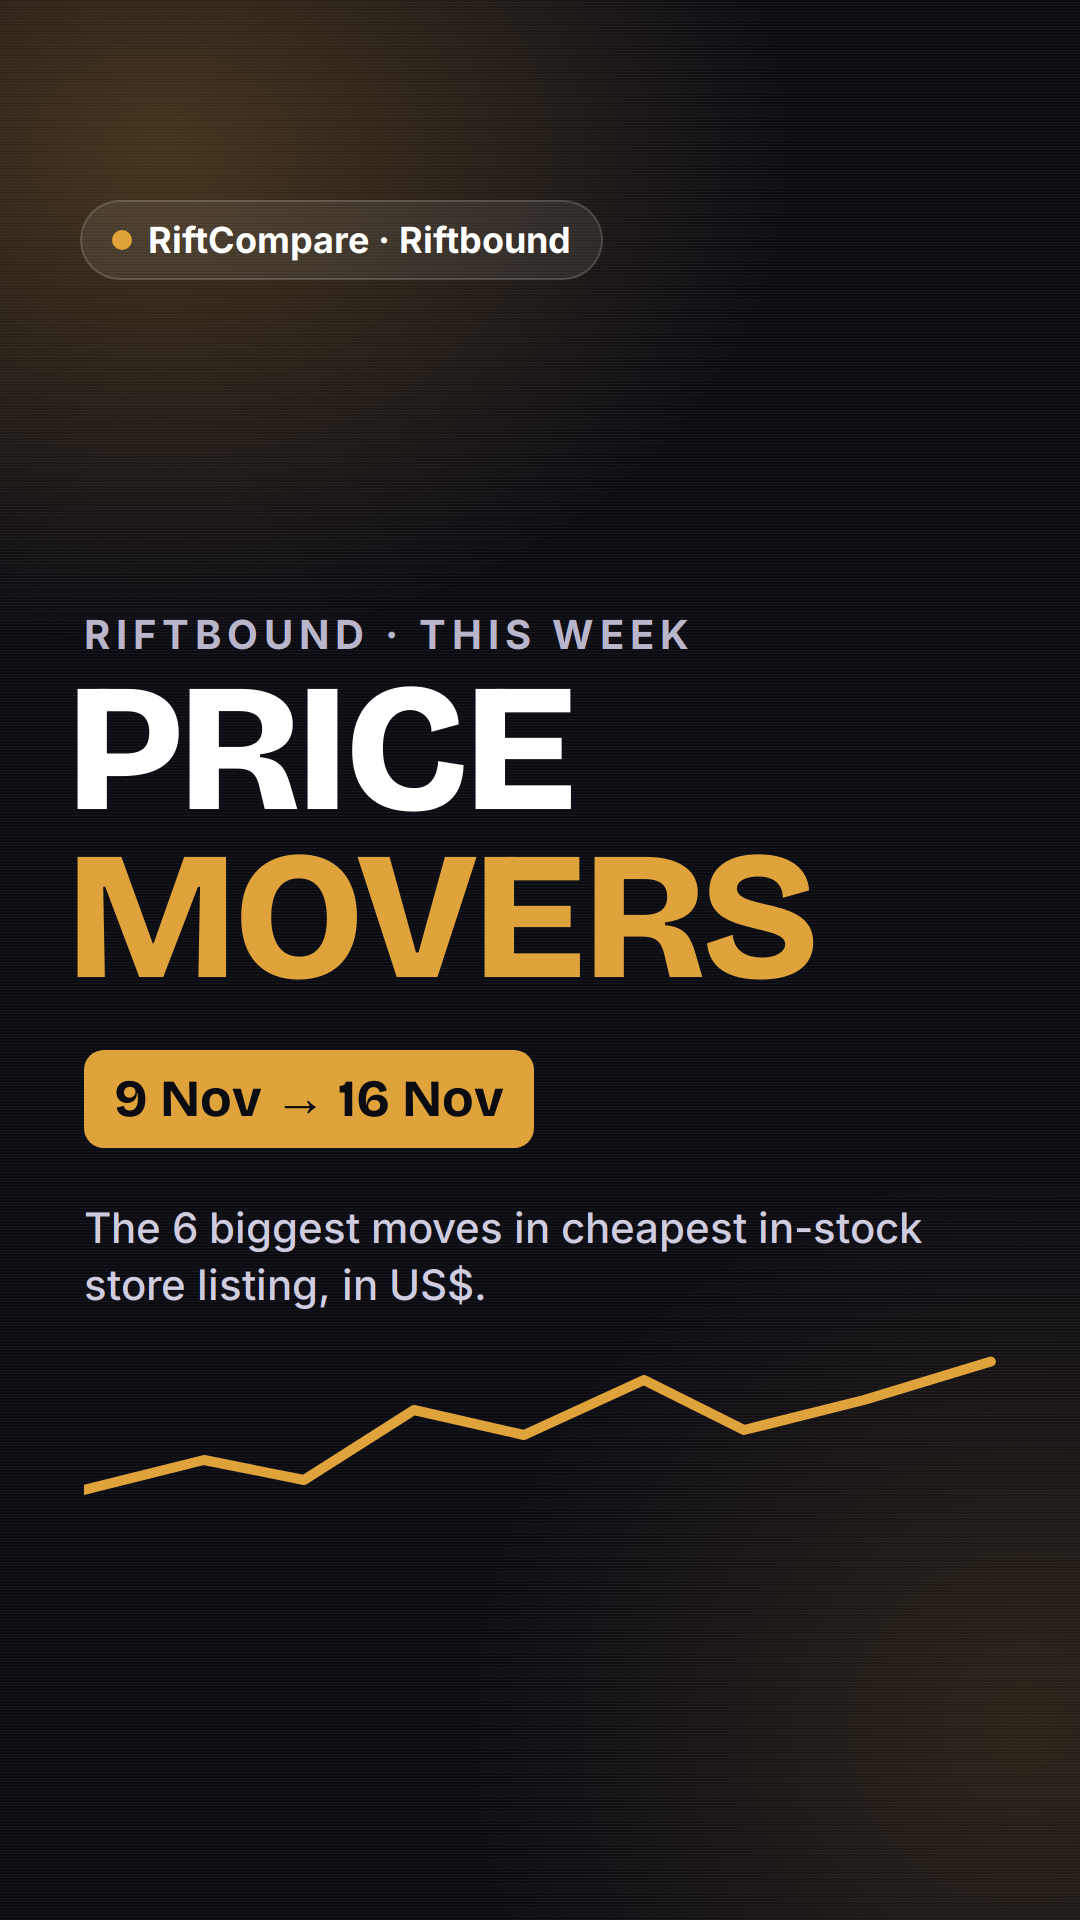 RiftCompare · Riftbound
RIFTBOUND · THIS WEEK
PRICE
MOVERS
9 Nov → 16 Nov
The 6 biggest moves in cheapest in-stock
store listing, in US$.